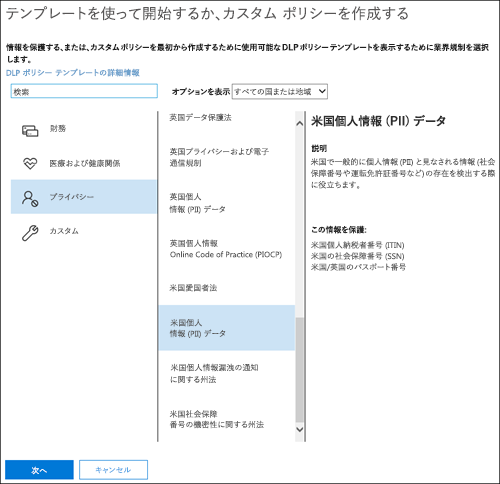 テンプレートを使って開始するか、カスタム ポリシーを作成する
情報を保護する、または、カスタムポリシーを最初から作成するために使用可能なDLPポリシーテンプレートを表示するために業界規制を選択
します。
DLP ポリシー テンプレートの詳細情報
検索
オプションを表示
すべての国または地域
財務
医療および健康関係
プライバシー
カスタム
英国データ保護法
英国プライバシーおよび電子
通信規制
英国個人
情報 (PII) データ
英国個人情報
Online Code of Practice (PIOCP)
米国愛国者法
米国個人
情報 (PII) データ
米国個人情報漏洩の通知
に関する州法
米国社会保障
番号の機密性に関する州法
米国個人情報 (PII) データ
説明
米国で一般的に個人情報 (PII) と見なされる情報 (社会
保障番号や運転免許証番号など) の存在を検出する際
に役立ちます。
この情報を保護:
米国個人納税者番号 (ITIN)
米国の社会保障番号 (SSN)
米国/英国のパスポート番号
次へ
キャンセル